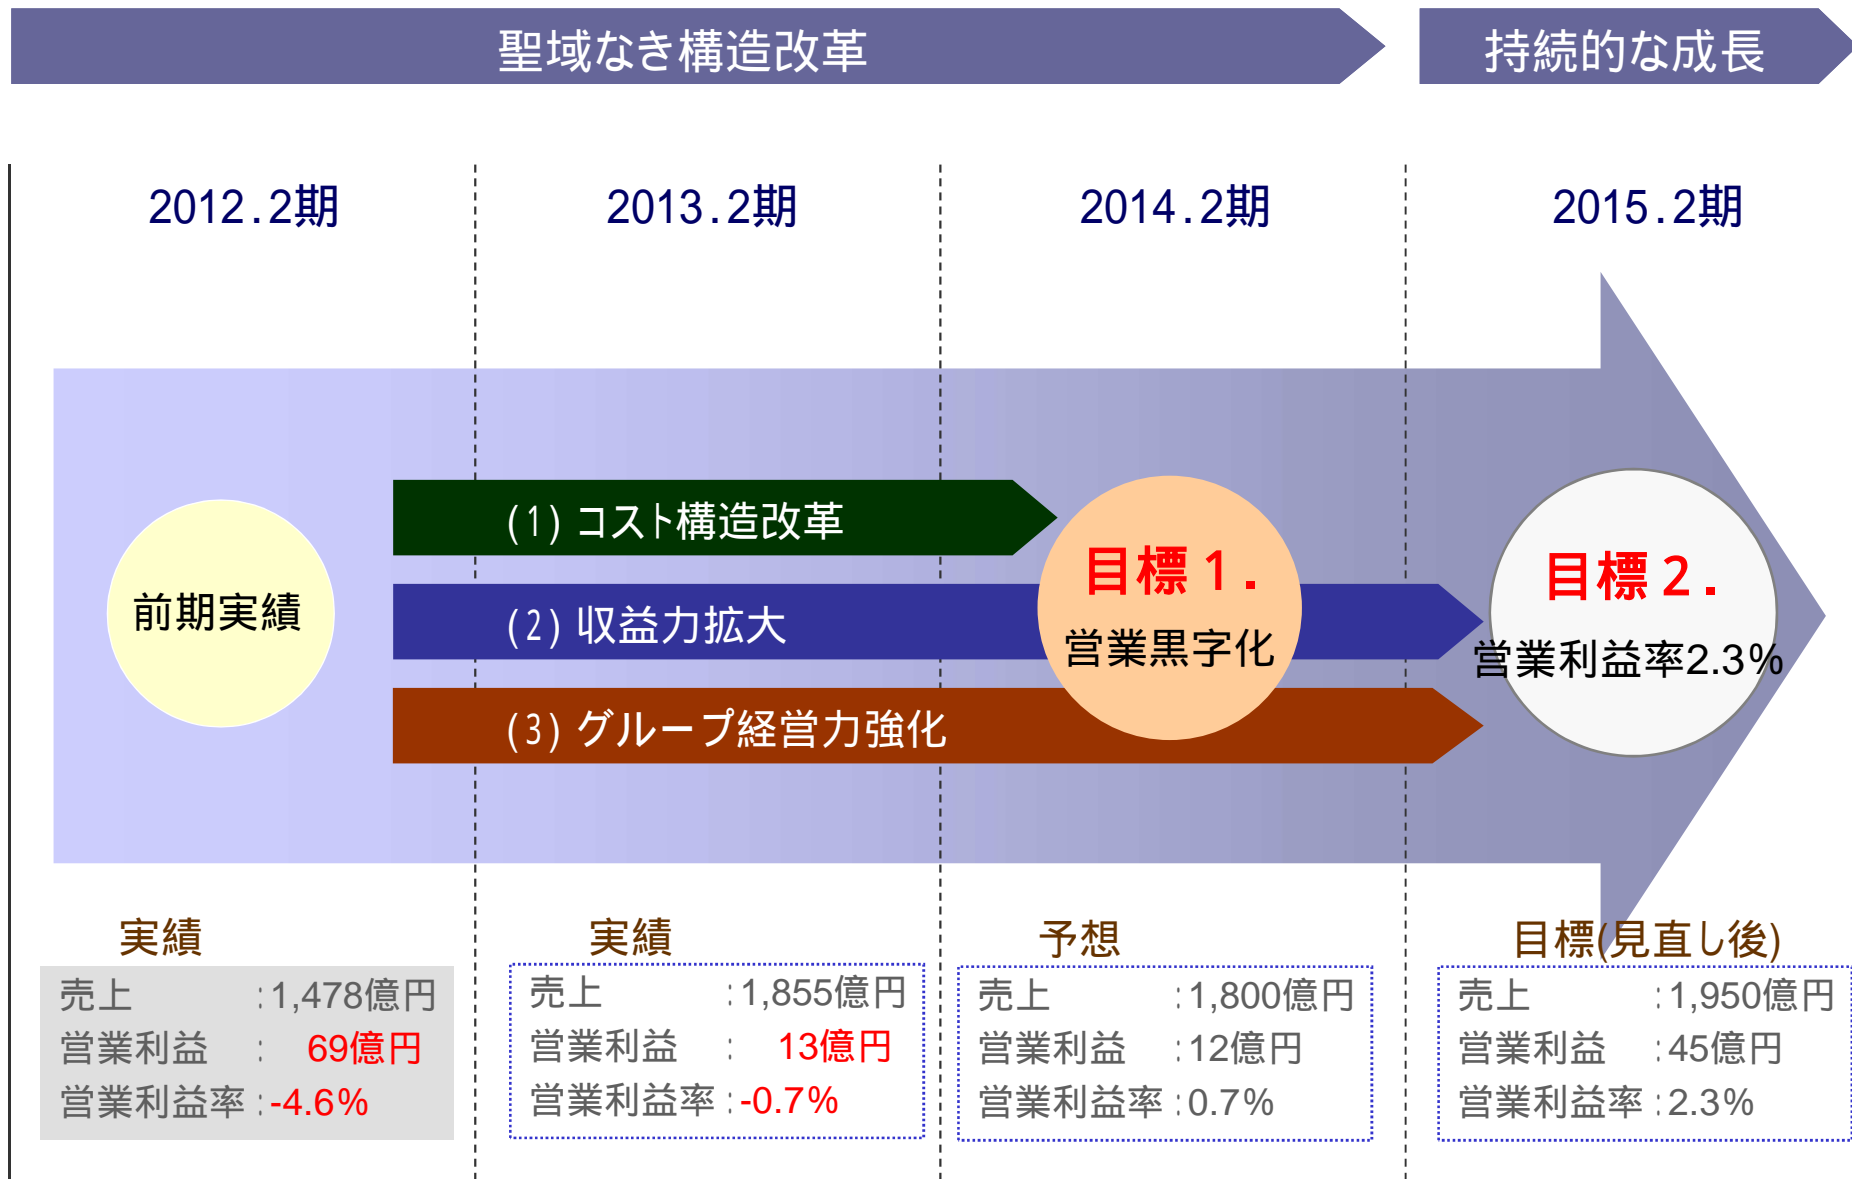 聖域なき構造改革
持続的な成長
2012.2期
2013.2期
2014.2期
2015.2期
前期実績
(1) コスト構造改革
(2) 収益力拡大
(3) グループ経営力強化
目標1.
営業黒字化
目標2.
営業利益率2.3%
実績
売上 :1,478億円
営業利益 : 69億円
営業利益率 :-4.6%
実績
売上 :1,855億円
営業利益 : 13億円
営業利益率 :-0.7%
予想
売上 :1,800億円
営業利益 :12億円
営業利益率 :0.7%
目標(見直し後)
売上 :1,950億円
営業利益 :45億円
営業利益率 :2.3%